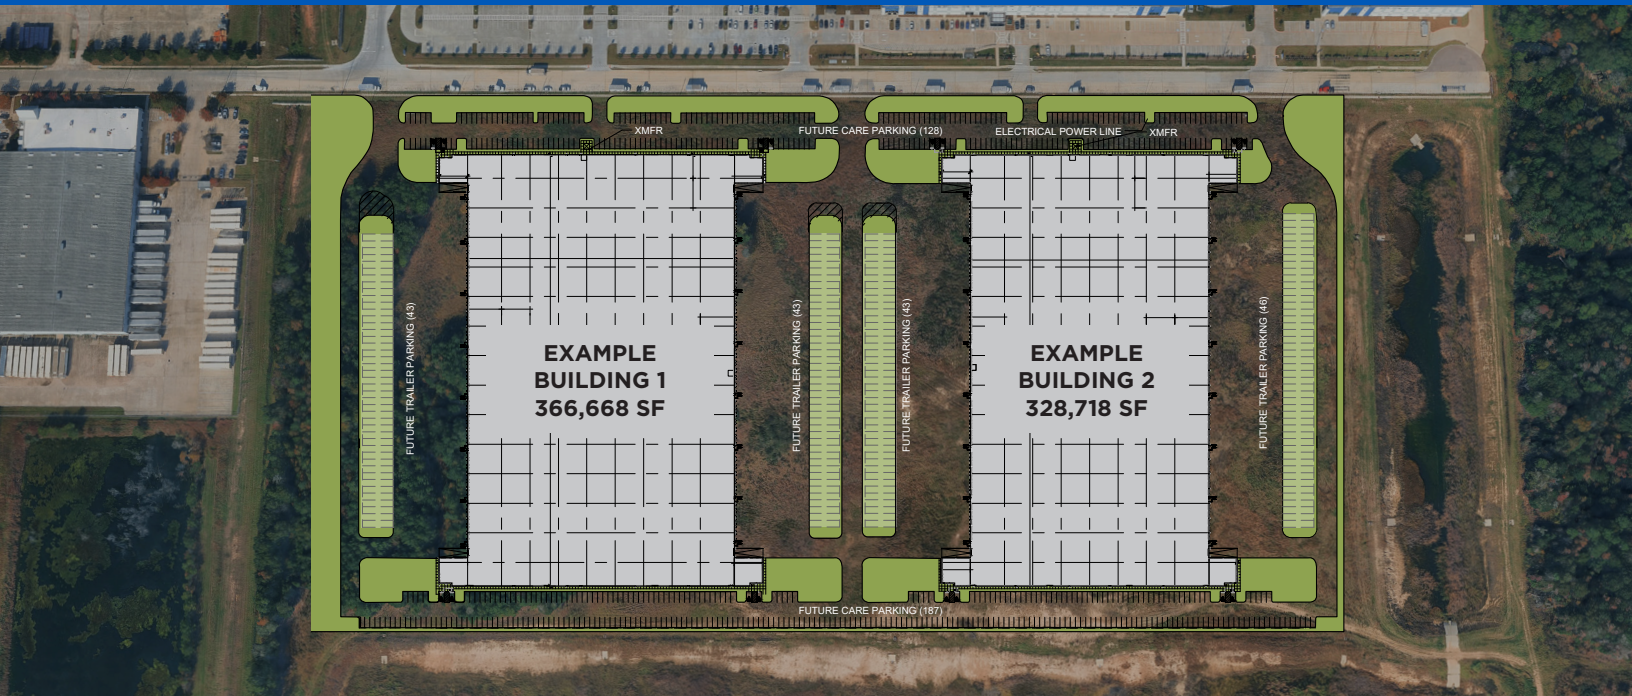 XMFR
FUTURE CARE PARKING (128)
ELECTRICAL POWER LINE
XMFR
FUTURE TRAILER PARKING (43)
EXAMPLE
BUILDING 1
366,668 SF
FUTURE TRAILER PARKING (43)
FUTURE TRAILER PARKING (43)
EXAMPLE
BUILDING 2
328,718 SF
FUTURE TRAILER PARKING (46)
FUTURE CARE PARKING (187)